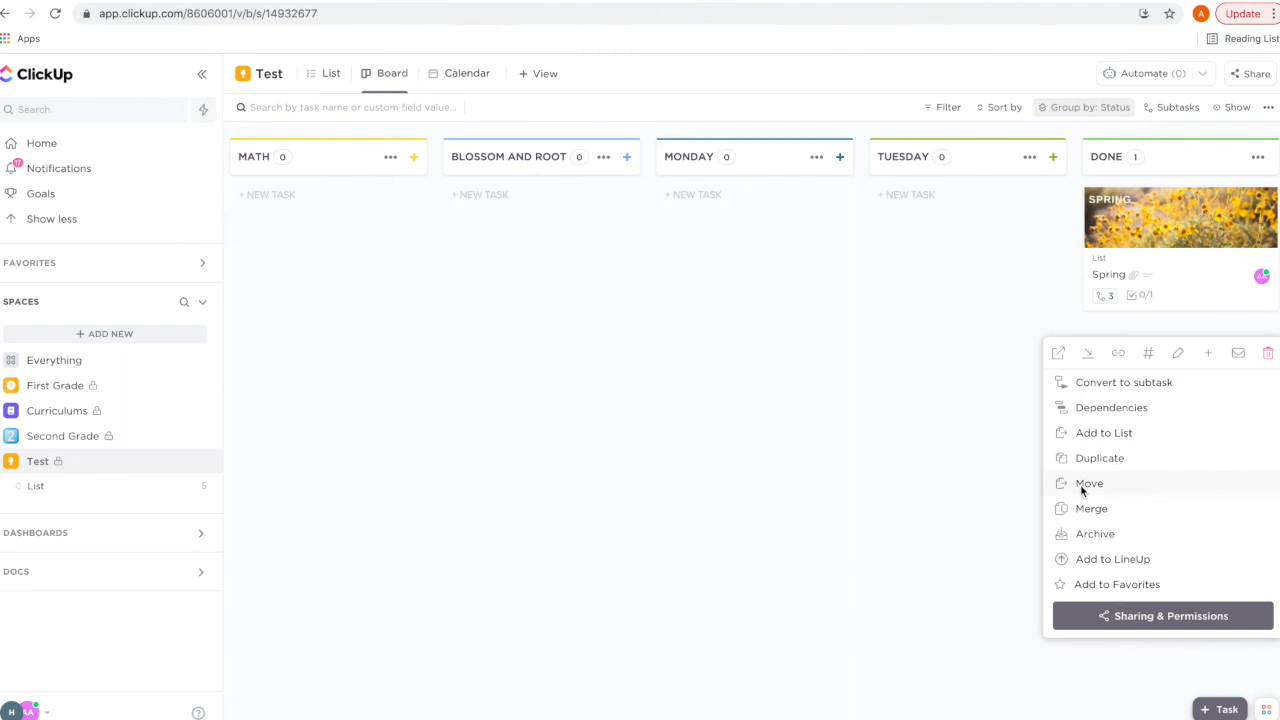 app.clickup.com/8606001/v/b/s/14932677
A
Update
Apps
Reading List
ClickUp
Test
List
Board
Calendar
+ View
Automate (0)
Share
Search
Search by task name or custom field value...
Filter
Sort by
Group by: Status
Subtasks
Show
Home
17
Notifications
Goals
Show less
FAVORITES
SPACES
+ ADD NEW
Everything
First Grade
Curriculums
2
Second Grade
Test
List 5
DASHBOARDS
DOCS
H
AA
MATH 0
+ NEW TASK
BLOSSOM AND ROOT 0
+ NEW TASK
MONDAY 0
+ NEW TASK
TUESDAY 0
+ NEW TASK
DONE 1
SPRING
List
Spring
AA
3
0/1
Convert to subtask
Dependencies
Add to List
Duplicate
Move
Merge
Archive
Add to LineUp
Add to Favorites
Sharing & Permissions
+ Task